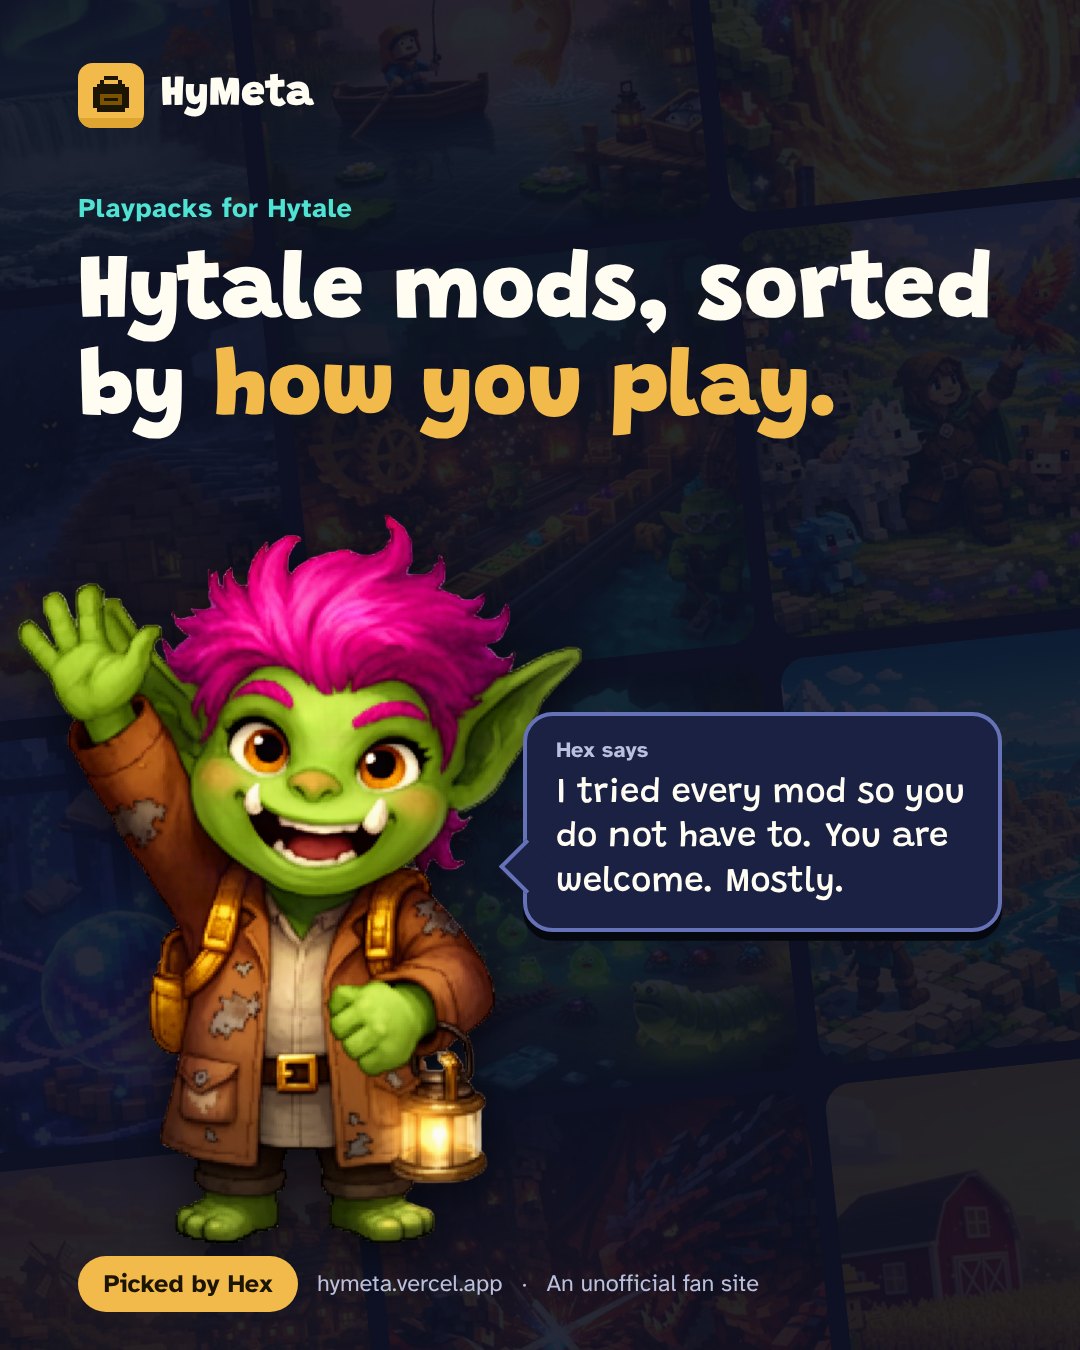 HyMeta
Playpacks for Hytale
Hytale mods, sorted
by how you play.
Hex says
I tried every mod so you
do not have to. You are
welcome. Mostly.
Picked by Hex
hymeta.vercel.app · An unofficial fan site